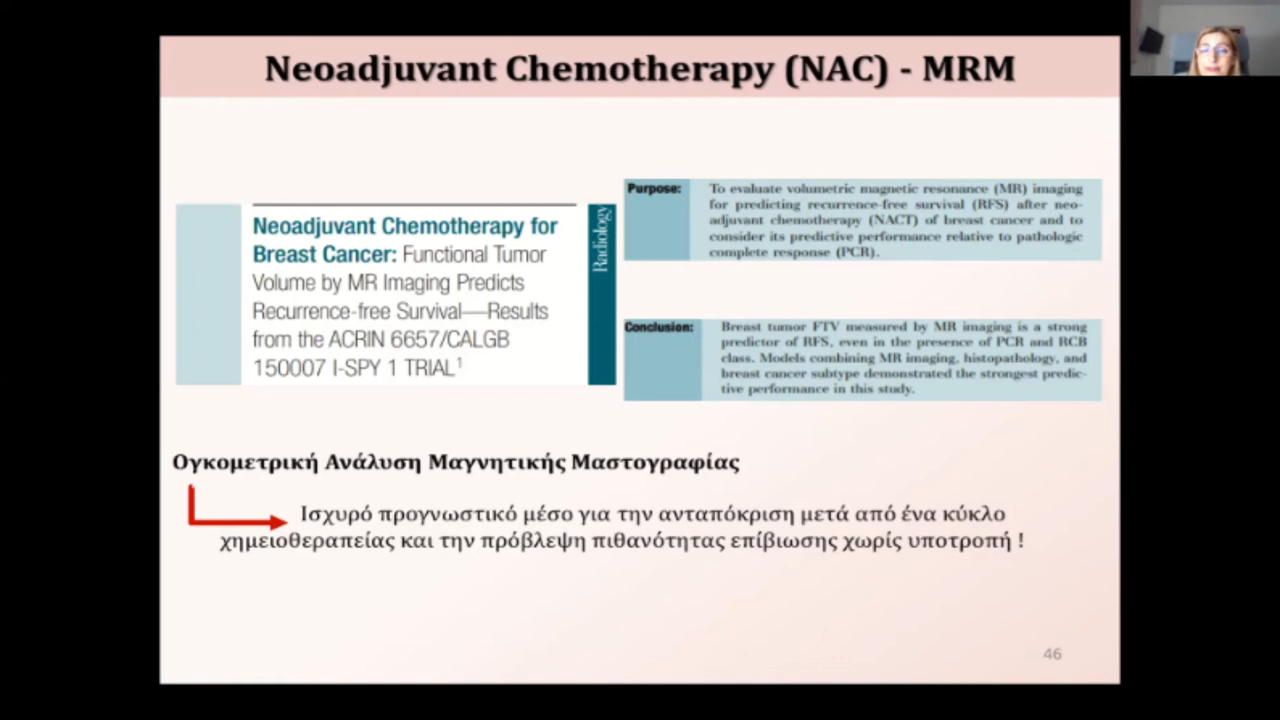 Neoadjuvant Chemotherapy (NAC) - MRM
Neoadjuvant Chemotherapy for
Breast Cancer: Functional Tumor
Volume by MR Imaging Predicts
Recurrence-free Survival—Results
from the ACRIN 6657/CALGB
150007 I-SPY 1 TRIAL¹
Radiology
Purpose:
To evaluate volumetric magnetic resonance (MR) imaging
for predicting recurrence-free survival (RFS) after neo-
adjuvant chemotherapy (NACT) of breast cancer and to
consider its predictive performance relative to pathologic
complete response (PCR).
Conclusion:
Breast tumor FTV measured by MR imaging is a strong
predictor of RFS, even in the presence of PCR and RCB
class. Models combining MR imaging, histopathology, and
breast cancer subtype demonstrated the strongest predic-
tive performance in this study.
Ογκομετρική Ανάλυση Μαγνητικής Μαστογραφίας
Ισχυρό προγνωστικό μέσο για την ανταπόκριση μετά από ένα κύκλο
χημειοθεραπείας και την πρόβλεψη πιθανότητας επίβιωσης χωρίς υποτροπή !
46